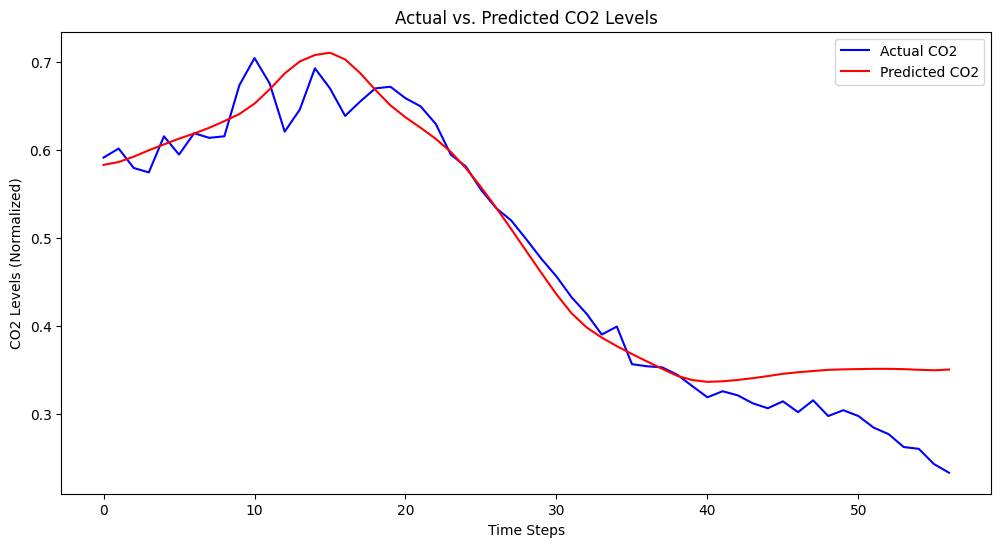 Actual vs. Predicted CO2 Levels
Actual CO2
Predicted CO2
CO2 Levels (Normalized)
0.7
0.6
0.5
0.4
0.3
0 10 20 30 40 50
Time Steps